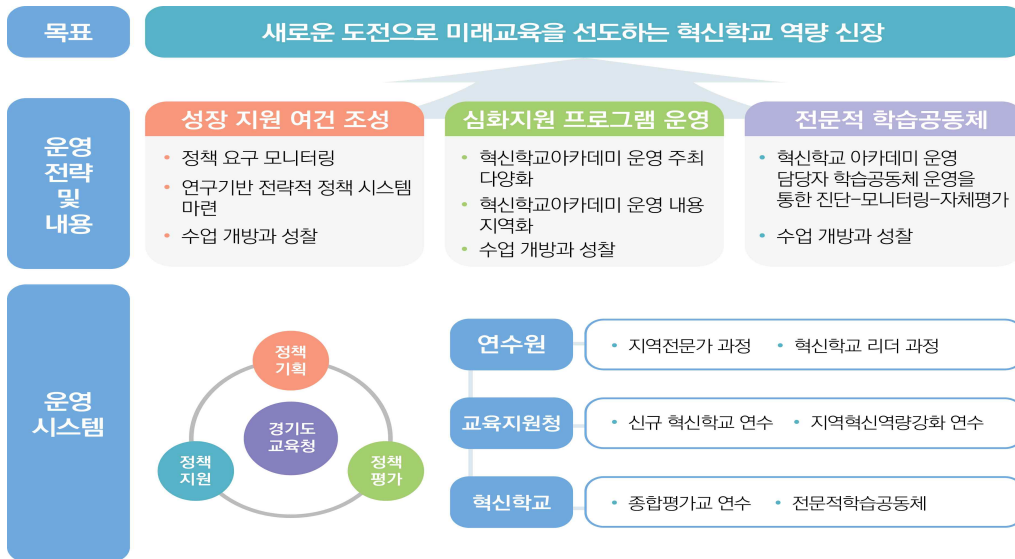 목표
새로운 도전으로 미래교육을 선도하는 혁신학교 역량 신장
운영
전략
및
내용
성장 지원 여건 조성
• 정책 요구 모니터링
• 연구기반 전략적 정책 시스템
마련
• 수업 개방과 성찰
심화지원 프로그램 운영
• 혁신학교아카데미 운영 주최
다양화
• 혁신학교아카데미 운영 내용
지역화
• 수업 개방과 성찰
전문적 학습공동체
• 혁신학교 아카데미 운영
담당자 학습공동체 운영을
통한 진단-모니터링-자체평가
• 수업 개방과 성찰
운영
시스템
정책
기획
경기도
교육청
정책
지원
정책
평가
연수원
• 지역전문가 과정 • 혁신학교 리더 과정
교육지원청
• 신규 혁신학교 연수 • 지역혁신역량강화 연수
혁신학교
• 종합평가교 연수 • 전문적학습공동체